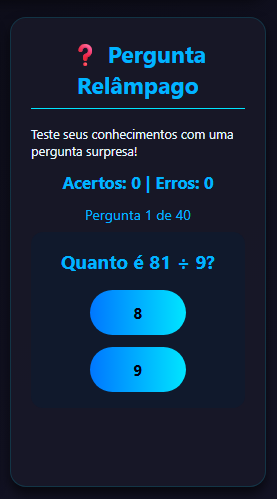 ❓ Pergunta
Relâmpago
Teste seus conhecimentos com uma
pergunta surpresa!
Acertos: 0 | Erros: 0
Pergunta 1 de 40
Quanto é 81 ÷ 9?
8
9